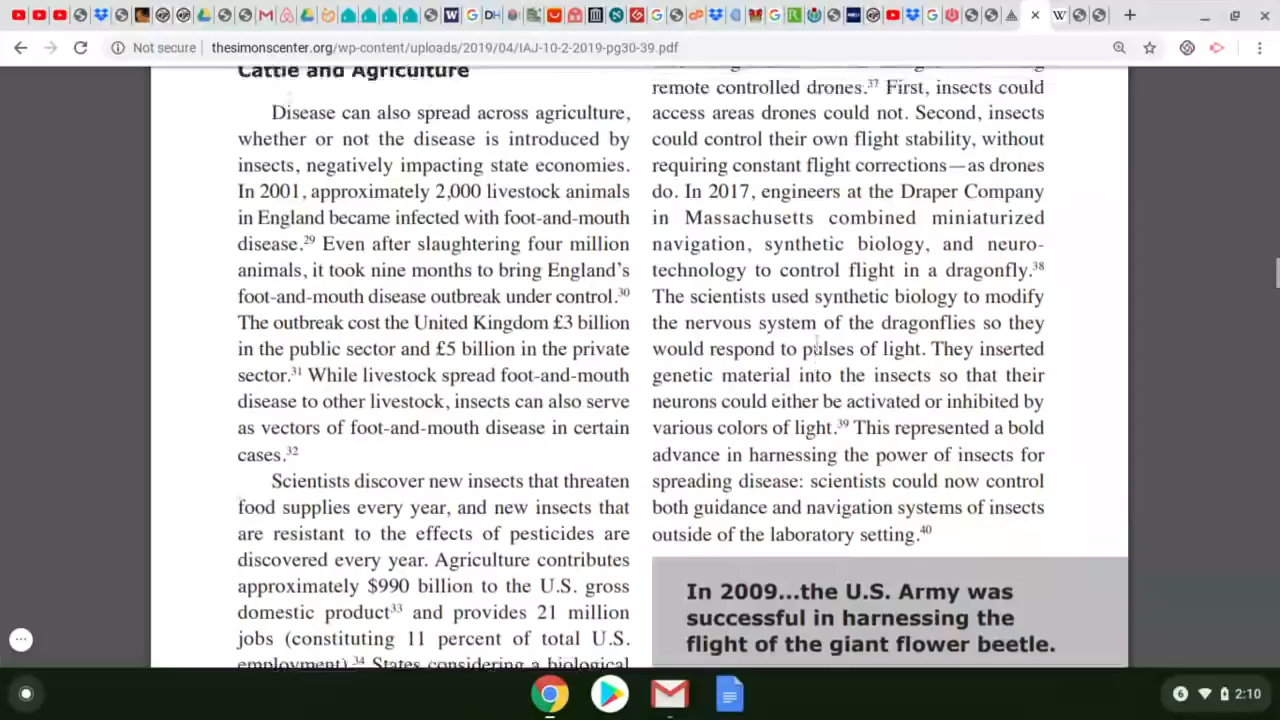 Not secure
thesimonscenter.org/wp-content/uploads/2019/04/IAJ-10-2-2019-pg30-39.pdf
Cattle and Agriculture
Disease can also spread across agriculture,
whether or not the disease is introduced by
insects, negatively impacting state economies.
In 2001, approximately 2,000 livestock animals
in England became infected with foot-and-mouth
disease.29 Even after slaughtering four million
animals, it took nine months to bring England's
foot-and-mouth disease outbreak under control.30
The outbreak cost the United Kingdom £3 billion
in the public sector and £5 billion in the private
sector.31 While livestock spread foot-and-mouth
disease to other livestock, insects can also serve
as vectors of foot-and-mouth disease in certain
cases.32
Scientists discover new insects that threaten
food supplies every year, and new insects that
are resistant to the effects of pesticides are
discovered every year. Agriculture contributes
approximately $990 billion to the U.S. gross
domestic product33 and provides 21 million
jobs (constituting 11 percent of total U.S.
employment).34 States considering a biological
remote controlled drones.37 First, insects could
access areas drones could not. Second, insects
could control their own flight stability, without
requiring constant flight corrections—as drones
do. In 2017, engineers at the Draper Company
in Massachusetts combined miniaturized
navigation, synthetic biology, and neuro-
technology to control flight in a dragonfly.38
The scientists used synthetic biology to modify
the nervous system of the dragonflies so they
would respond to pulses of light. They inserted
genetic material into the insects so that their
neurons could either be activated or inhibited by
various colors of light.39 This represented a bold
advance in harnessing the power of insects for
spreading disease: scientists could now control
both guidance and navigation systems of insects
outside of the laboratory setting.40
In 2009...the U.S. Army was
successful in harnessing the
flight of the giant flower beetle.
6
2:10